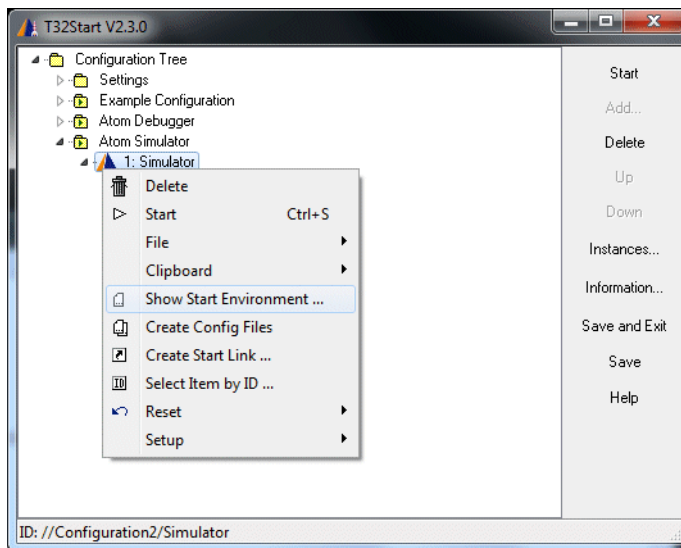 T32Start V2.3.0
Configuration Tree
Settings
Example Configuration
Atom Debugger
Atom Simulator
1: Simulator
Delete
Start Ctrl+S
File
Clipboard
Show Start Environment ...
Create Config Files
Create Start Link ...
Select Item by ID ...
Reset
Setup
Start
Add...
Delete
Up
Down
Instances...
Information...
Save and Exit
Save
Help
ID: //Configuration2/Simulator